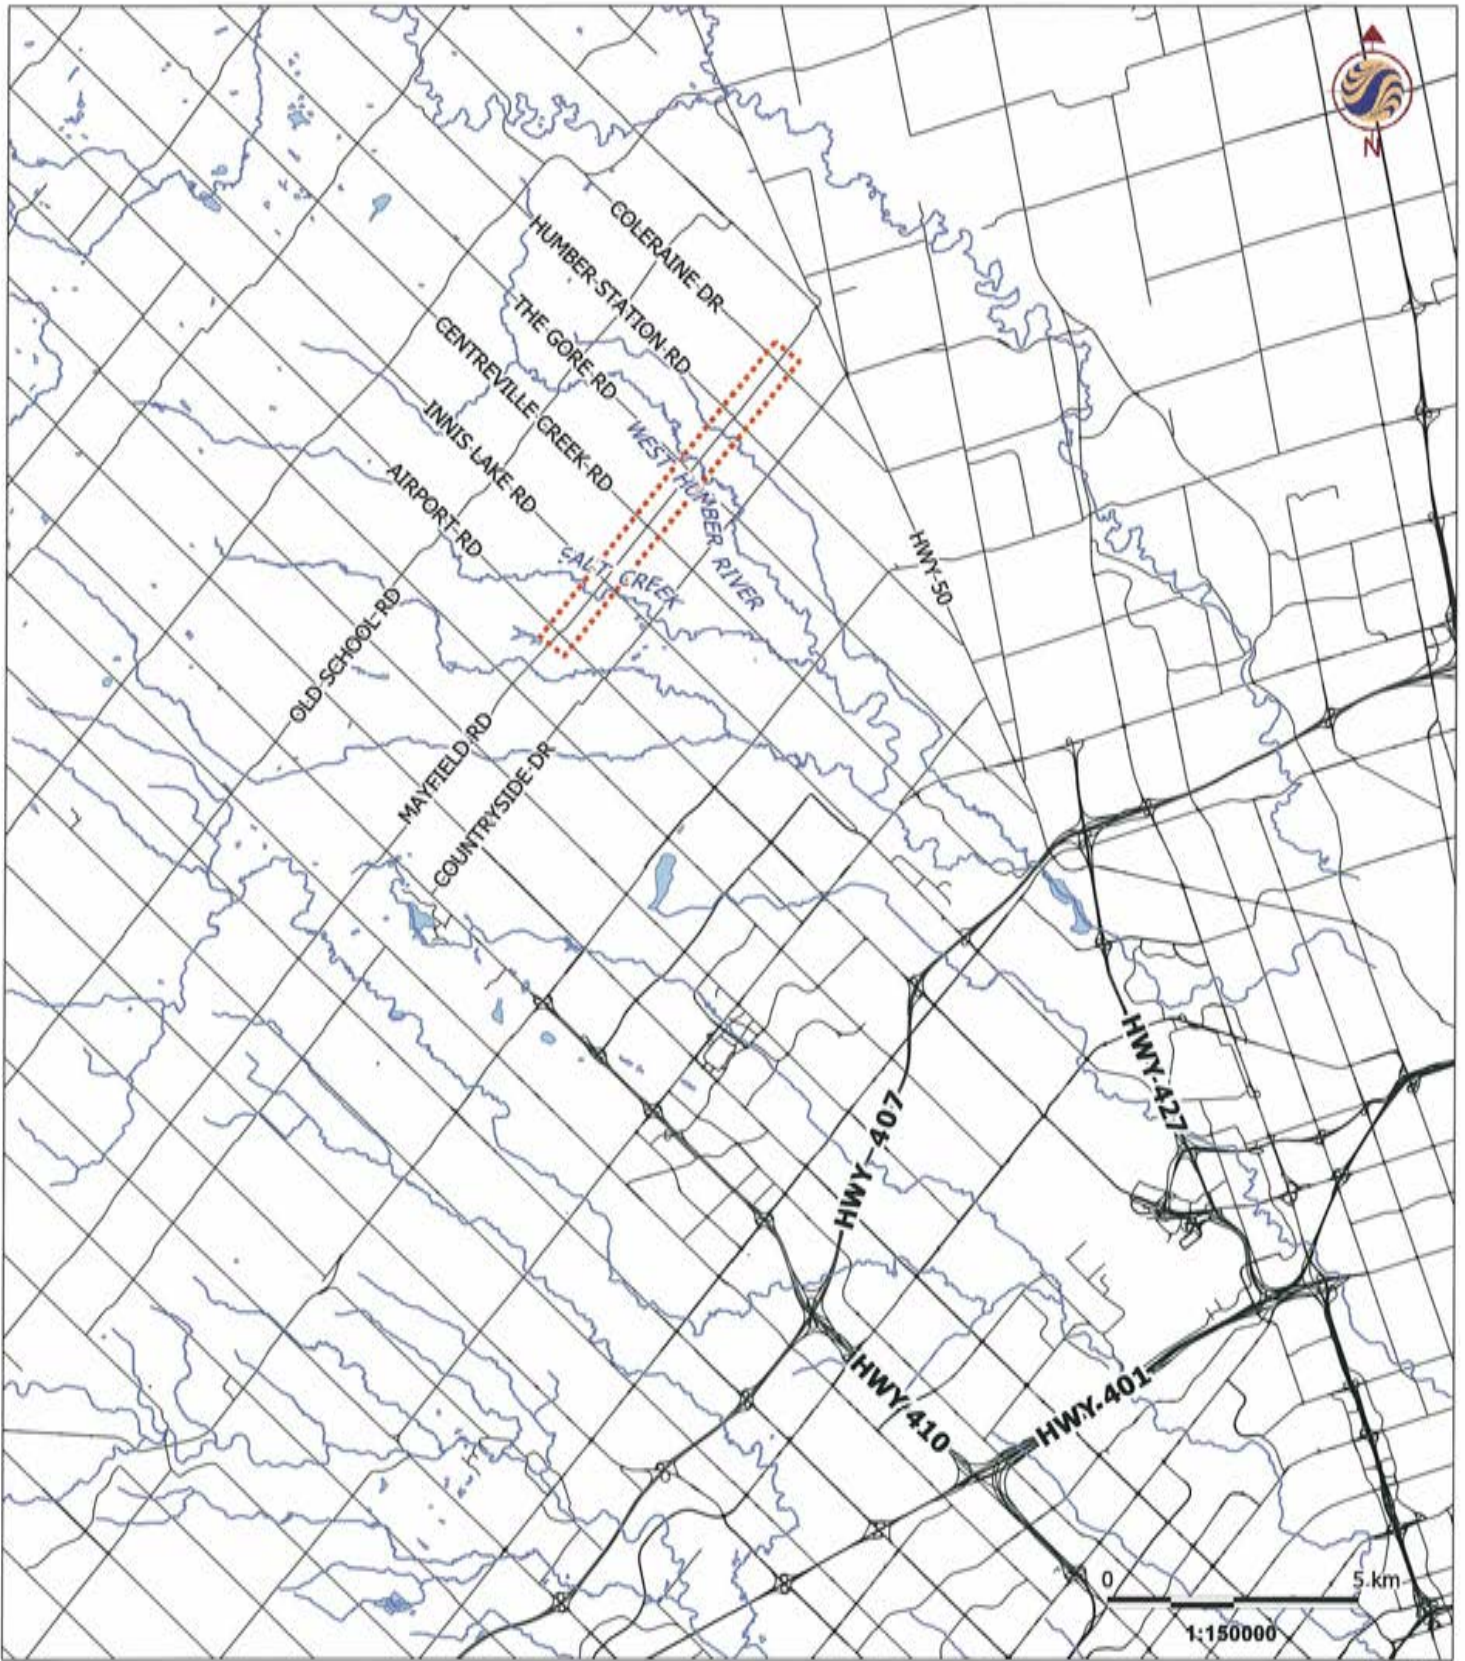 N
COLERAINE-DR
HUMBER-STATION-RD
THE GORE-RD
CENTREVILLE CREEK-RD
INNIS-LAKE-RD
AIRPORT-RD
WEST HUMBER RIVER
SALT CREEK
HWY-50
OLD SCHOOL-RD
MAYFIELD-RD
COUNTRYSIDE-DR
HWY-427
HWY-407
HWY-410
HWY-401
0 5 km
1:150000